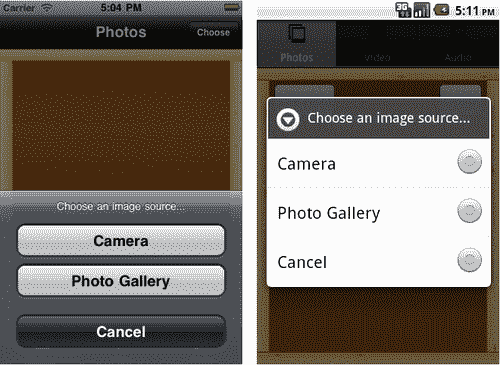 Carrier 5:04 PM
Photos Choose
Choose an image source...
Camera
Photo Gallery
Cancel
3G 5:11 PM
Photos Video Audio
Choose an image source...
Camera
Photo Gallery
Cancel